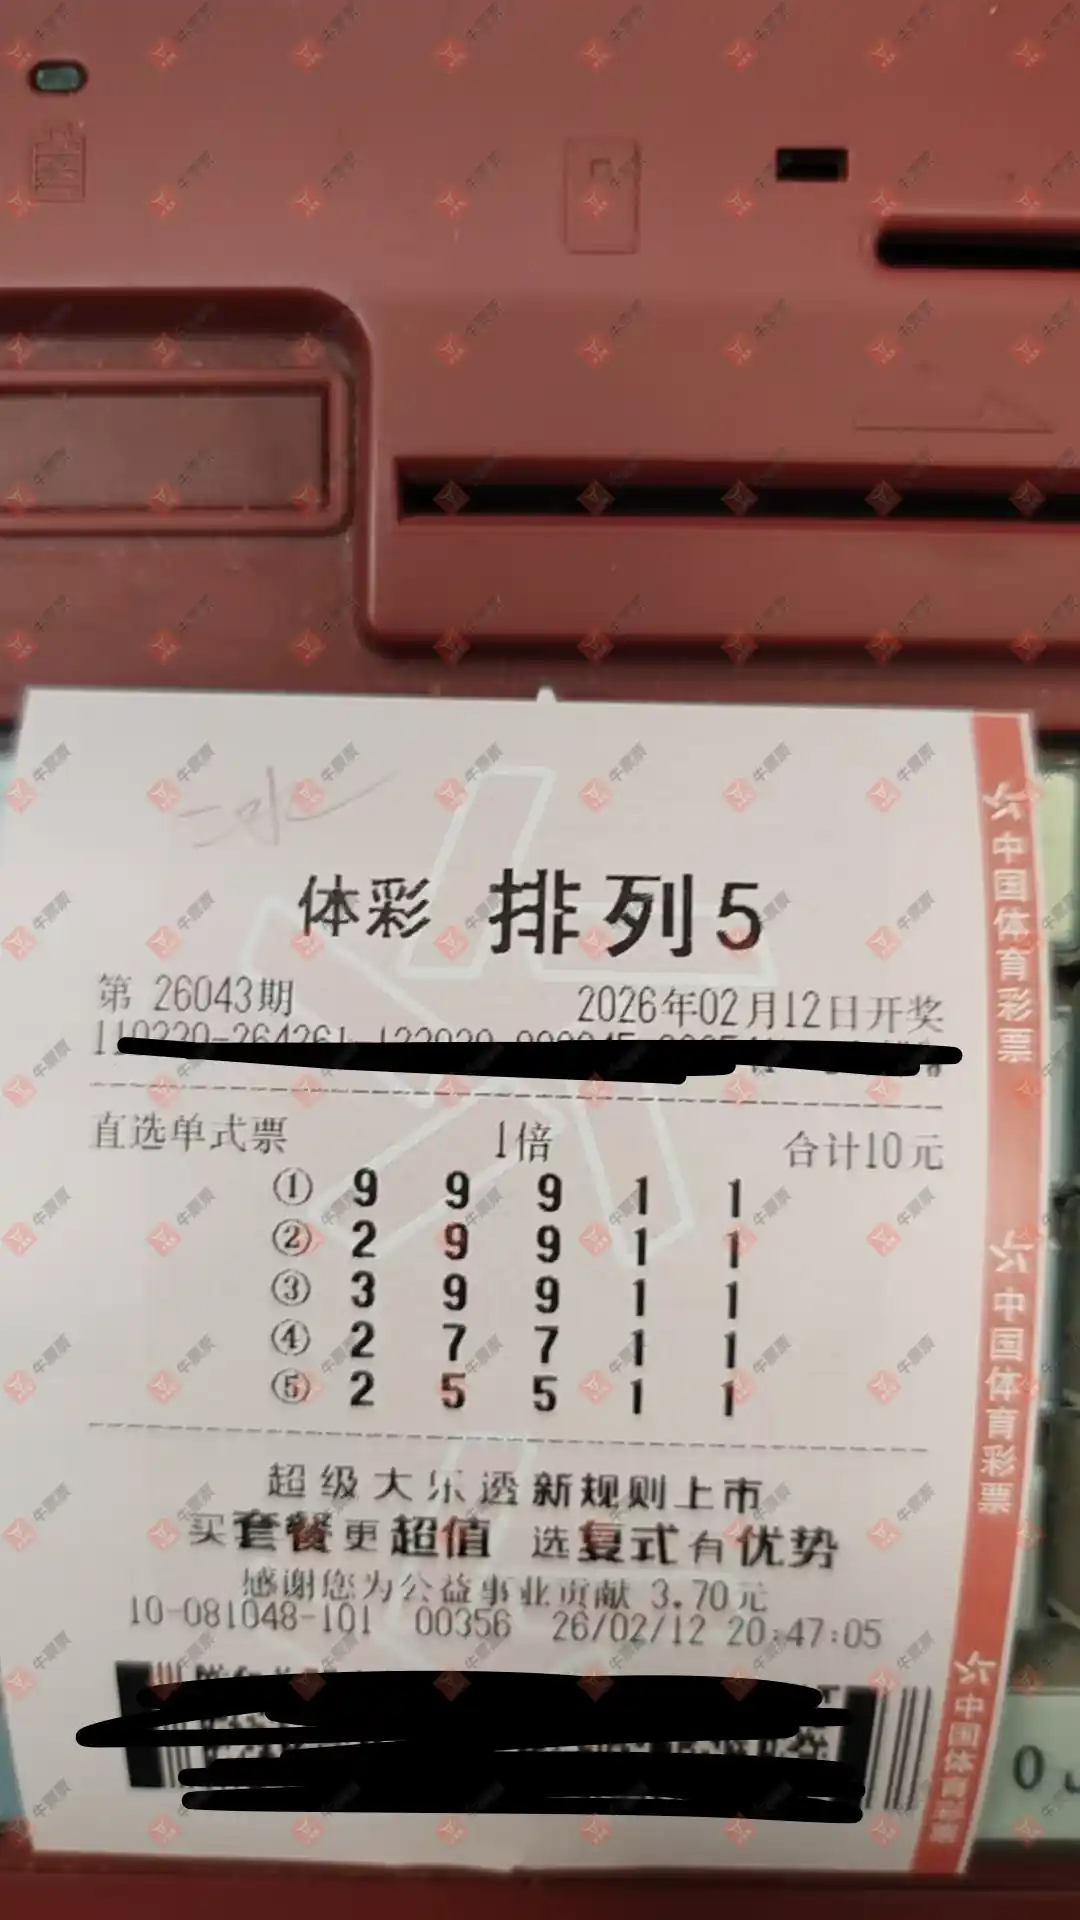 体彩 排列5
第 26043期 2026年02月12日开奖
直选单式票 1倍 合计10元
① 9 9 9 1 1
② 2 9 9 1 1
③ 3 9 9 1 1
④ 2 7 7 1 1
⑤ 2 5 5 1 1
超级大乐透新规则上市
买套餐更超值 选复式有优势
感谢您为公益事业贡献 3.70元
10-081048-101 00356 26/02/12 20:47:05
中国体育彩票
中国体育彩票
中国体育彩票
牛票票